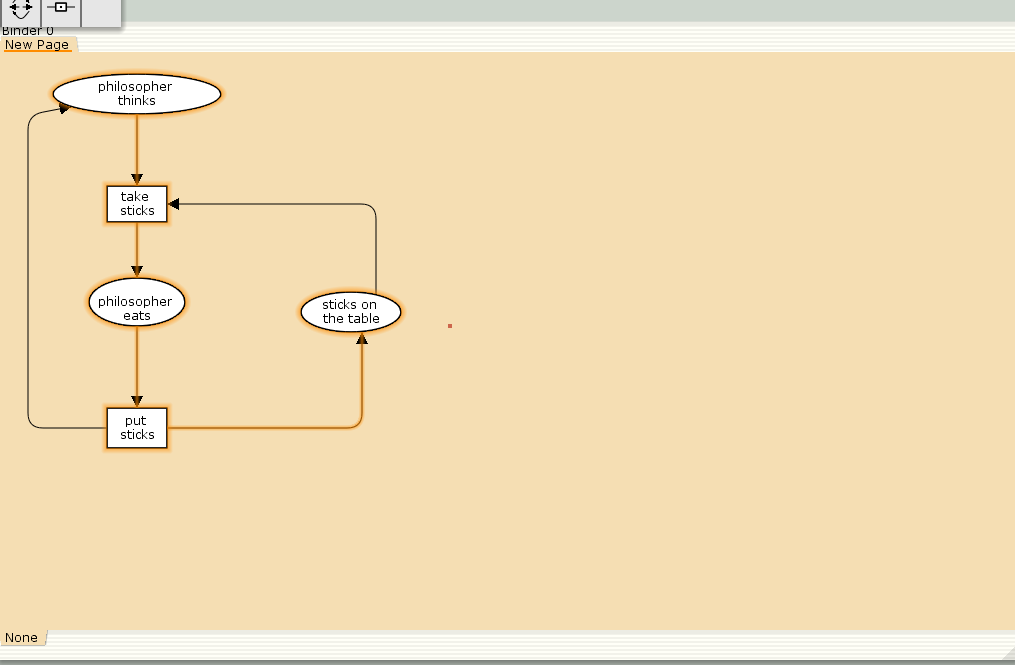 Binder 0
New Page
philosopher
thinks
take
sticks
philosopher
eats
sticks on
the table
put
sticks
None